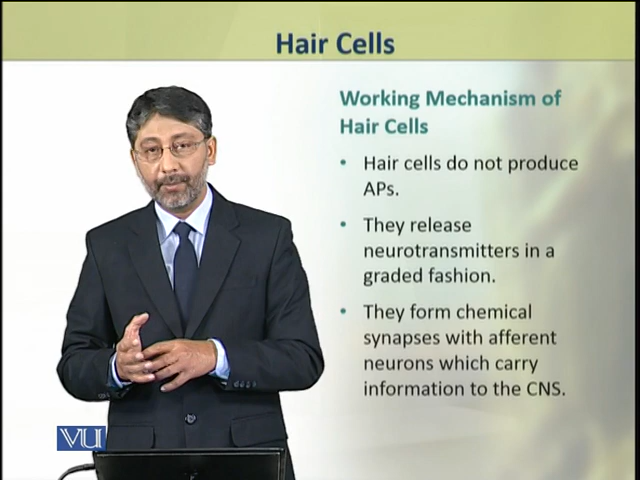 Hair Cells
Working Mechanism of
Hair Cells
• Hair cells do not produce
APs.
• They release
neurotransmitters in a
graded fashion.
• They form chemical
synapses with afferent
neurons which carry
information to the CNS.
VU